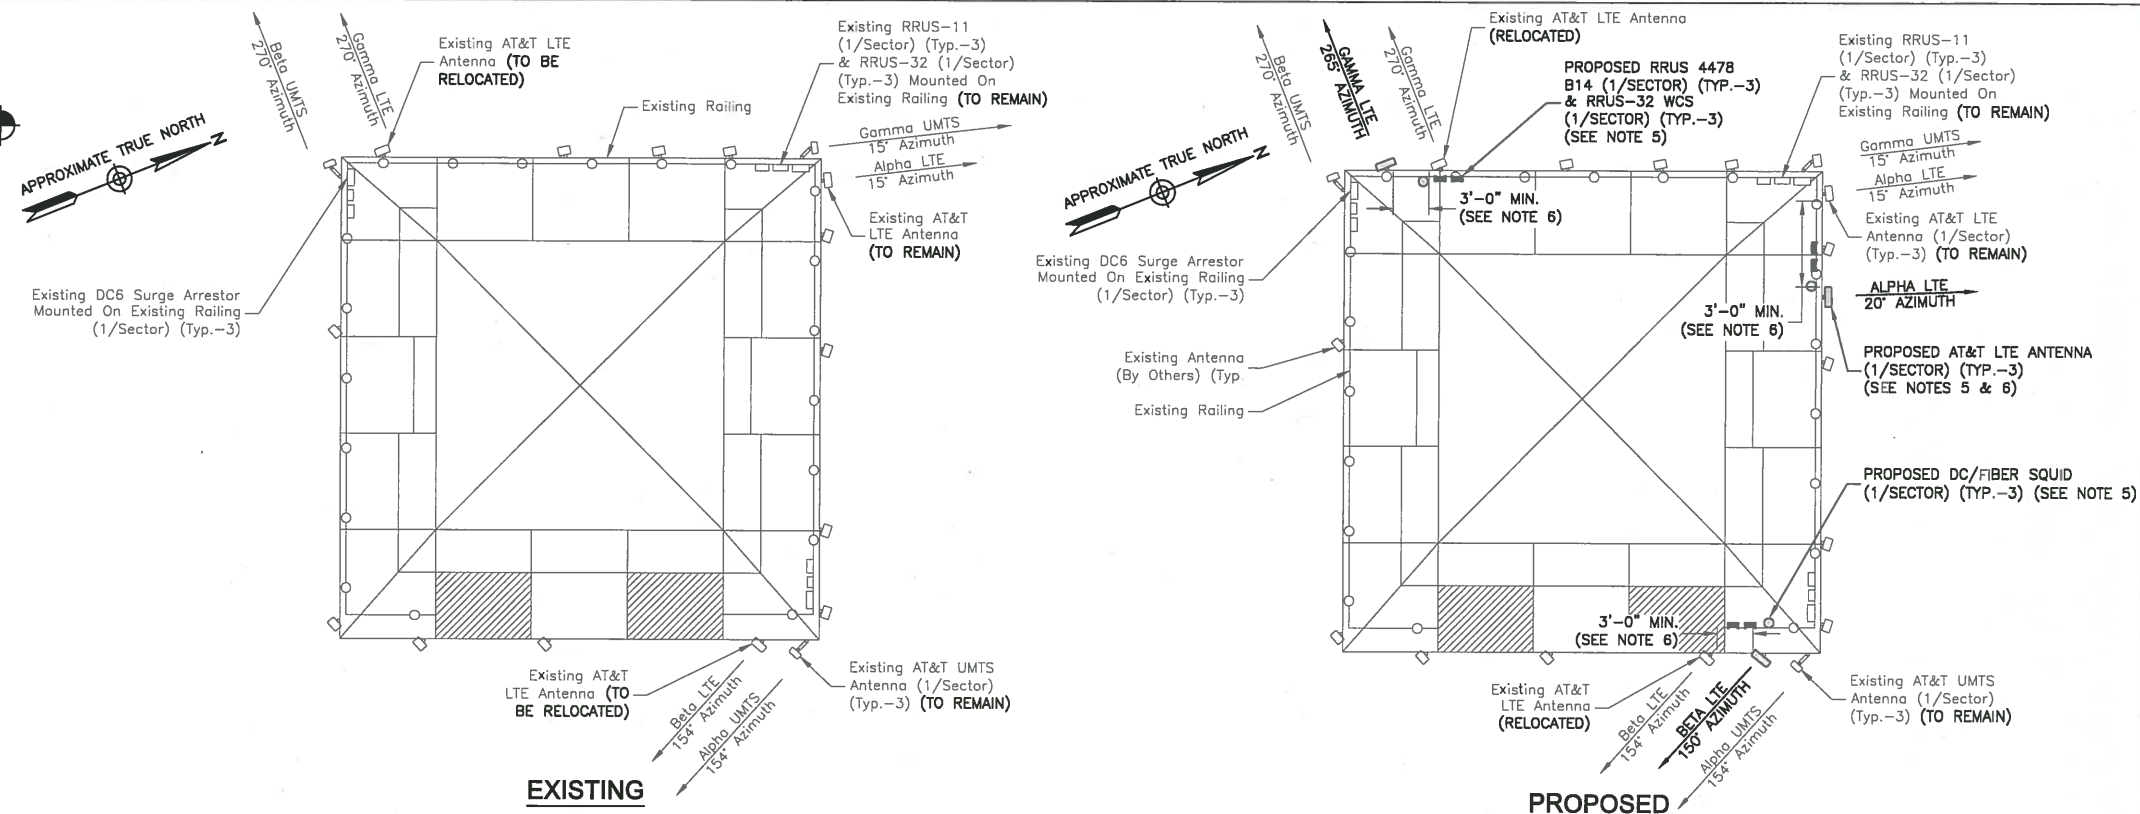 Beta UMTS
270° Azimuth
Gamma LTE
270° Azimuth
Existing AT&T LTE
Antenna (TO BE
RELOCATED)
Existing Railing
Existing RRUS-11
(1/Sector) (Typ.-3)
& RRUS-32 (1/Sector)
(Typ.-3) Mounted On
Existing Railing (TO REMAIN)
APPROXIMATE TRUE NORTH
N
Gamma UMTS
15° Azimuth
Alpha LTE
15° Azimuth
Existing AT&T
LTE Antenna
(TO REMAIN)
Existing DC6 Surge Arrestor
Mounted On Existing Railing
(1/Sector) (Typ.-3)
Existing AT&T
LTE Antenna (TO
BE RELOCATED)
Beta LTE
154° Azimuth
Alpha UMTS
154° Azimuth
Existing AT&T UMTS
Antenna (1/Sector)
(Typ.-3) (TO REMAIN)
EXISTING
Beta UMTS
270° Azimuth
GAMMA LTE
265° AZIMUTH
Gamma LTE
270° Azimuth
Existing AT&T LTE Antenna
(RELOCATED)
PROPOSED RRUS 4478
B14 (1/SECTOR) (TYP.-3)
& RRUS-32 WCS
(1/SECTOR) (TYP.-3)
(SEE NOTE 5)
Existing RRUS-11
(1/Sector) (Typ.-3)
& RRUS-32 (1/Sector)
(Typ.-3) Mounted On
Existing Railing (TO REMAIN)
APPROXIMATE TRUE NORTH
N
Gamma UMTS
15° Azimuth
Alpha LTE
15° Azimuth
3'-0" MIN.
(SEE NOTE 6)
Existing AT&T LTE
Antenna (1/Sector)
(Typ.-3) (TO REMAIN)
Existing DC6 Surge Arrestor
Mounted On Existing Railing
(1/Sector) (Typ.-3)
ALPHA LTE
20° AZIMUTH
3'-0" MIN.
(SEE NOTE 6)
Existing Antenna
(By Others) (Typ.
PROPOSED AT&T LTE ANTENNA
(1/SECTOR) (TYP.-3)
(SEE NOTES 5 & 6)
Existing Railing
PROPOSED DC/FIBER SQUID
(1/SECTOR) (TYP.-3) (SEE NOTE 5)
3'-0" MIN.
(SEE NOTE 6)
Existing AT&T
LTE Antenna
(RELOCATED)
Beta LTE
154° Azimuth
BETA LTE
150° AZIMUTH
Alpha UMTS
154° Azimuth
Existing AT&T UMTS
Antenna (1/Sector)
(Typ.-3) (TO REMAIN)
PROPOSED